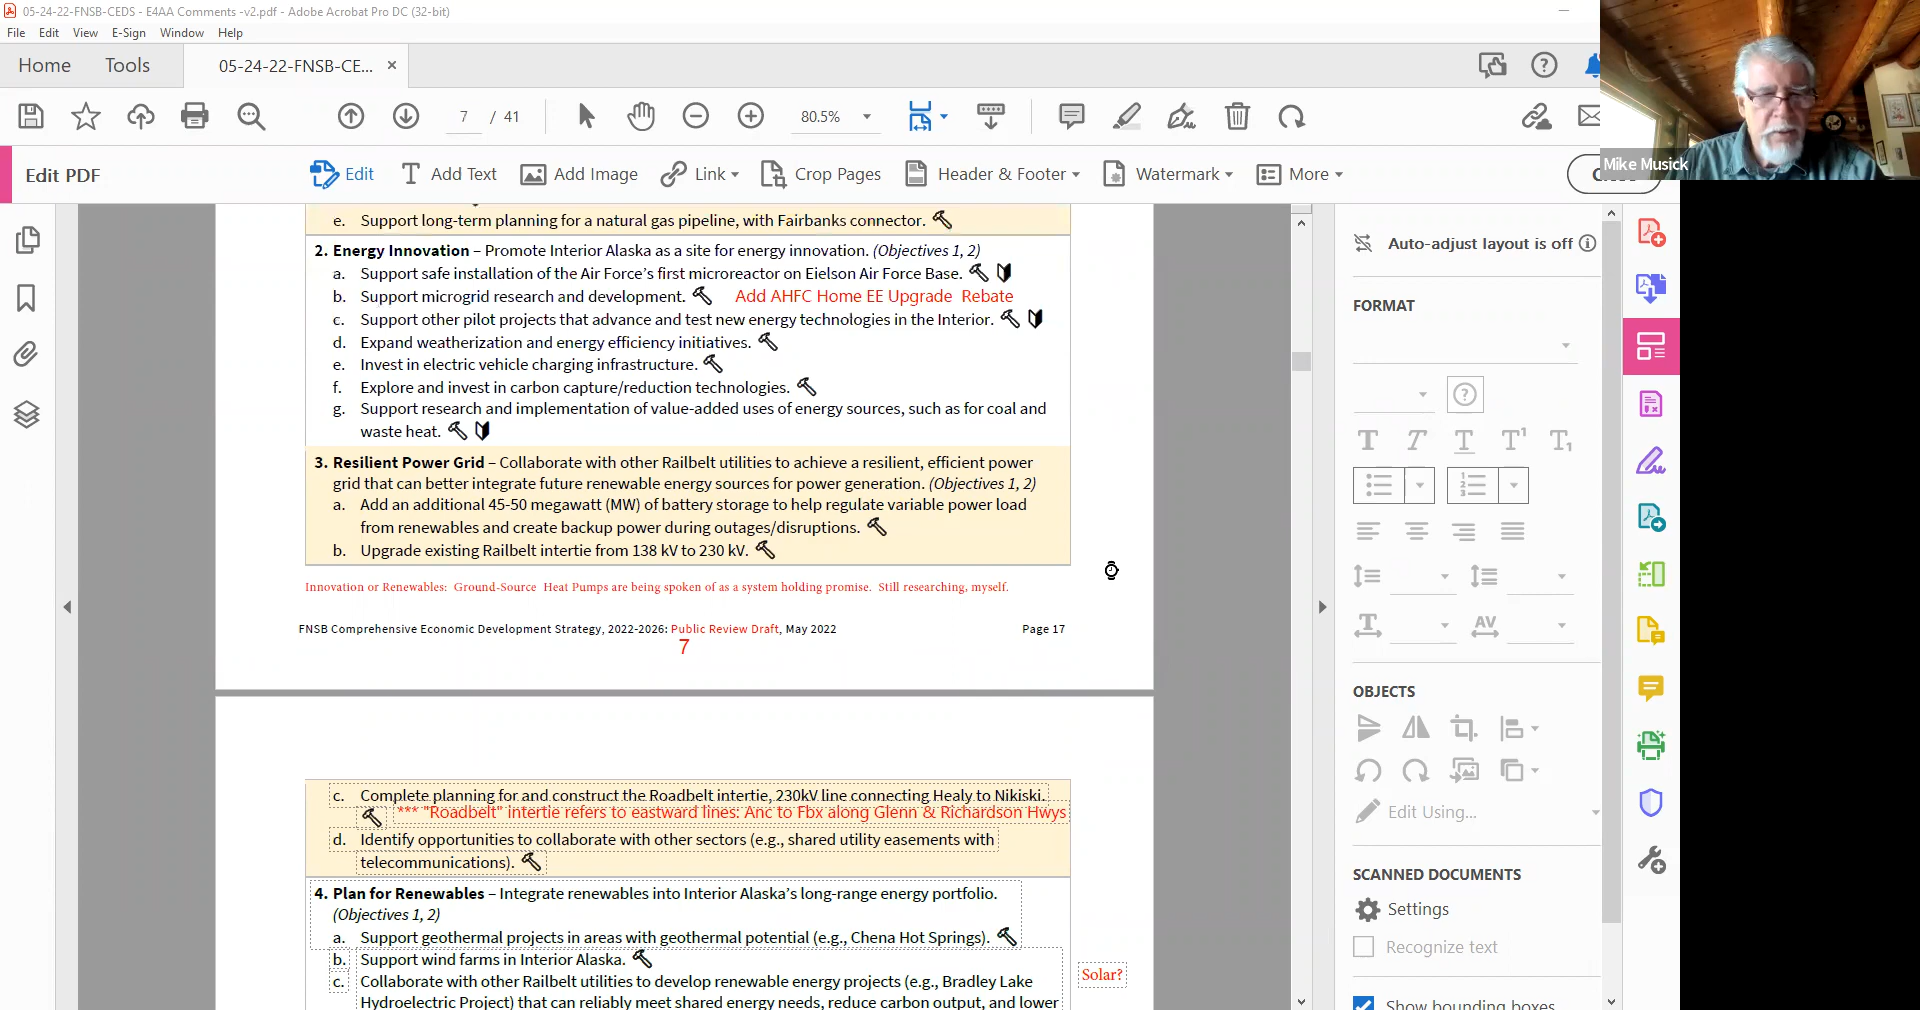 05-24-22-FNSB-CEDS - E4AA Comments -v2.pdf - Adobe Acrobat Pro DC (32-bit)
File Edit View E-Sign Window Help
Home Tools 05-24-22-FNSB-CE... ×
7 / 41 80.5%
Edit PDF Edit Add Text Add Image Link Crop Pages Header & Footer Watermark More
Mike Musick
e. Support long-term planning for a natural gas pipeline, with Fairbanks connector.
2. Energy Innovation – Promote Interior Alaska as a site for energy innovation. (Objectives 1, 2)
a. Support safe installation of the Air Force's first microreactor on Eielson Air Force Base.
b. Support microgrid research and development. Add AHFC Home EE Upgrade Rebate
c. Support other pilot projects that advance and test new energy technologies in the Interior.
d. Expand weatherization and energy efficiency initiatives.
e. Invest in electric vehicle charging infrastructure.
f. Explore and invest in carbon capture/reduction technologies.
g. Support research and implementation of value-added uses of energy sources, such as for coal and
waste heat.
3. Resilient Power Grid – Collaborate with other Railbelt utilities to achieve a resilient, efficient power
grid that can better integrate future renewable energy sources for power generation. (Objectives 1, 2)
a. Add an additional 45-50 megawatt (MW) of battery storage to help regulate variable power load
from renewables and create backup power during outages/disruptions.
b. Upgrade existing Railbelt intertie from 138 kV to 230 kV.
Innovation or Renewables: Ground-Source Heat Pumps are being spoken of as a system holding promise. Still researching, myself.
FNSB Comprehensive Economic Development Strategy, 2022-2026: Public Review Draft, May 2022 Page 17
7
c. Complete planning for and construct the Roadbelt intertie, 230kV line connecting Healy to Nikiski.
*** "Roadbelt" intertie refers to eastward lines: Anc to Fbx along Glenn & Richardson Hwys
d. Identify opportunities to collaborate with other sectors (e.g., shared utility easements with
telecommunications).
4. Plan for Renewables – Integrate renewables into Interior Alaska's long-range energy portfolio.
(Objectives 1, 2)
a. Support geothermal projects in areas with geothermal potential (e.g., Chena Hot Springs).
b. Support wind farms in Interior Alaska.
c. Collaborate with other Railbelt utilities to develop renewable energy projects (e.g., Bradley Lake
Hydroelectric Project) that can reliably meet shared energy needs, reduce carbon output, and lower
Solar?
Auto-adjust layout is off
FORMAT
OBJECTS
Edit Using...
SCANNED DOCUMENTS
Settings
Recognize text
Show bounding boxes